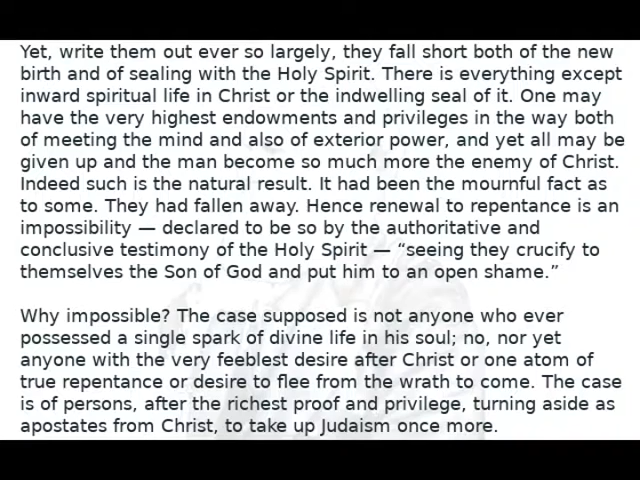 Yet, write them out ever so largely, they fall short both of the new
birth and of sealing with the Holy Spirit. There is everything except
inward spiritual life in Christ or the indwelling seal of it. One may
have the very highest endowments and privileges in the way both
of meeting the mind and also of exterior power, and yet all may be
given up and the man become so much more the enemy of Christ.
Indeed such is the natural result. It had been the mournful fact as
to some. They had fallen away. Hence renewal to repentance is an
impossibility — declared to be so by the authoritative and
conclusive testimony of the Holy Spirit — “seeing they crucify to
themselves the Son of God and put him to an open shame.”

Why impossible? The case supposed is not anyone who ever
possessed a single spark of divine life in his soul; no, nor yet
anyone with the very feeblest desire after Christ or one atom of
true repentance or desire to flee from the wrath to come. The case
is of persons, after the richest proof and privilege, turning aside as
apostates from Christ, to take up Judaism once more.